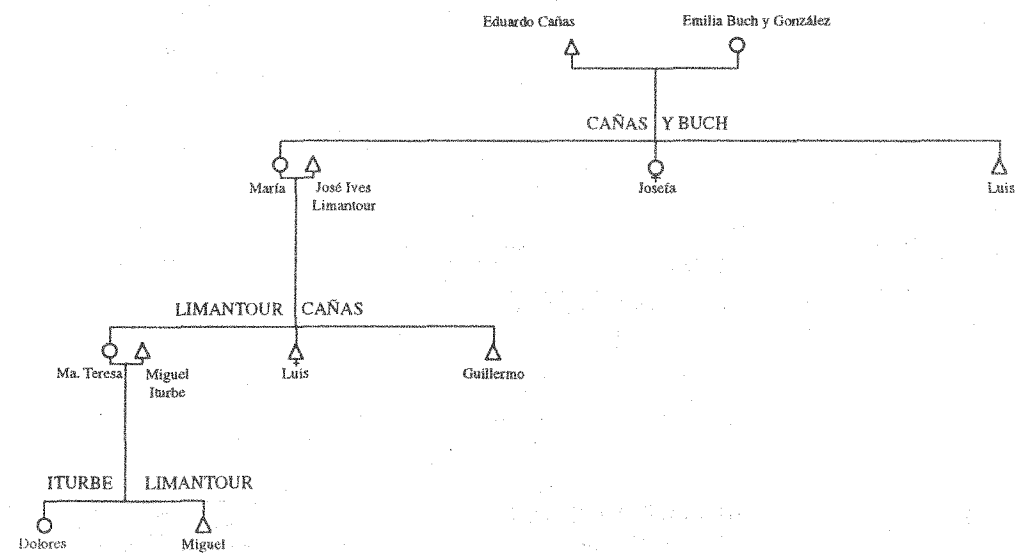 Eduardo Cañas
Emilia Buch y González
CAÑAS Y BUCH
María
José Ives
Limantour
Josefa
Luis
LIMANTOUR CAÑAS
Ma. Teresa
Miguel
Iturbe
Luis
Guillermo
ITURBE LIMANTOUR
Dolores
Miguel